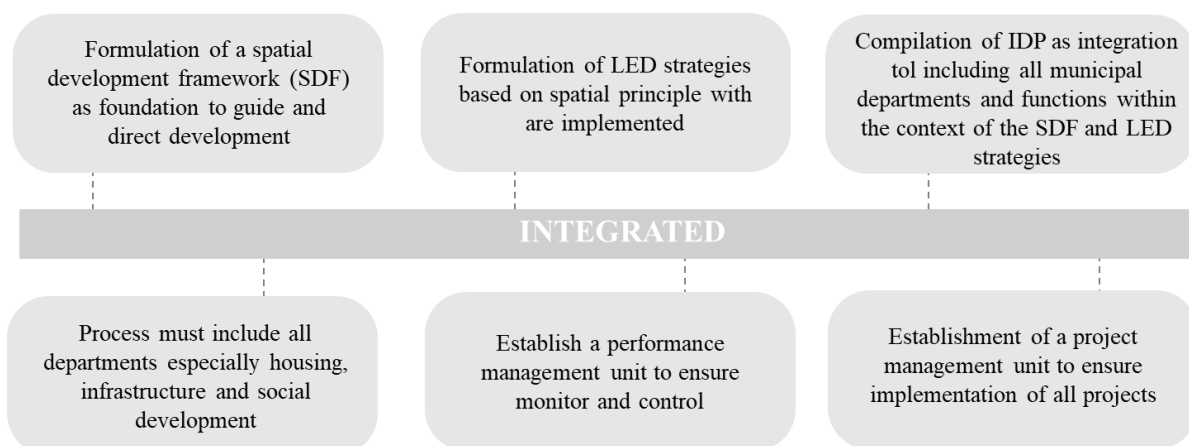 Formulation of a spatial
development framework (SDF)
as foundation to guide and
direct development
Formulation of LED strategies
based on spatial principle with
are implemented
Compilation of IDP as integration
tol including all municipal
departments and functions within
the context of the SDF and LED
strategies
INTEGRATED
Process must include all
departments especially housing,
infrastructure and social
development
Establish a performance
management unit to ensure
monitor and control
Establishment of a project
management unit to ensure
implementation of all projects